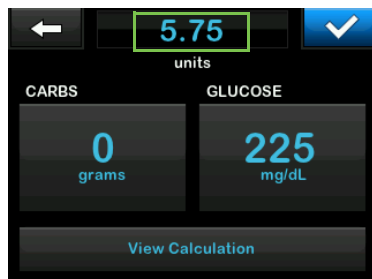 5.75
units
CARBS
GLUCOSE
0
grams
225
mg/dL
View Calculation